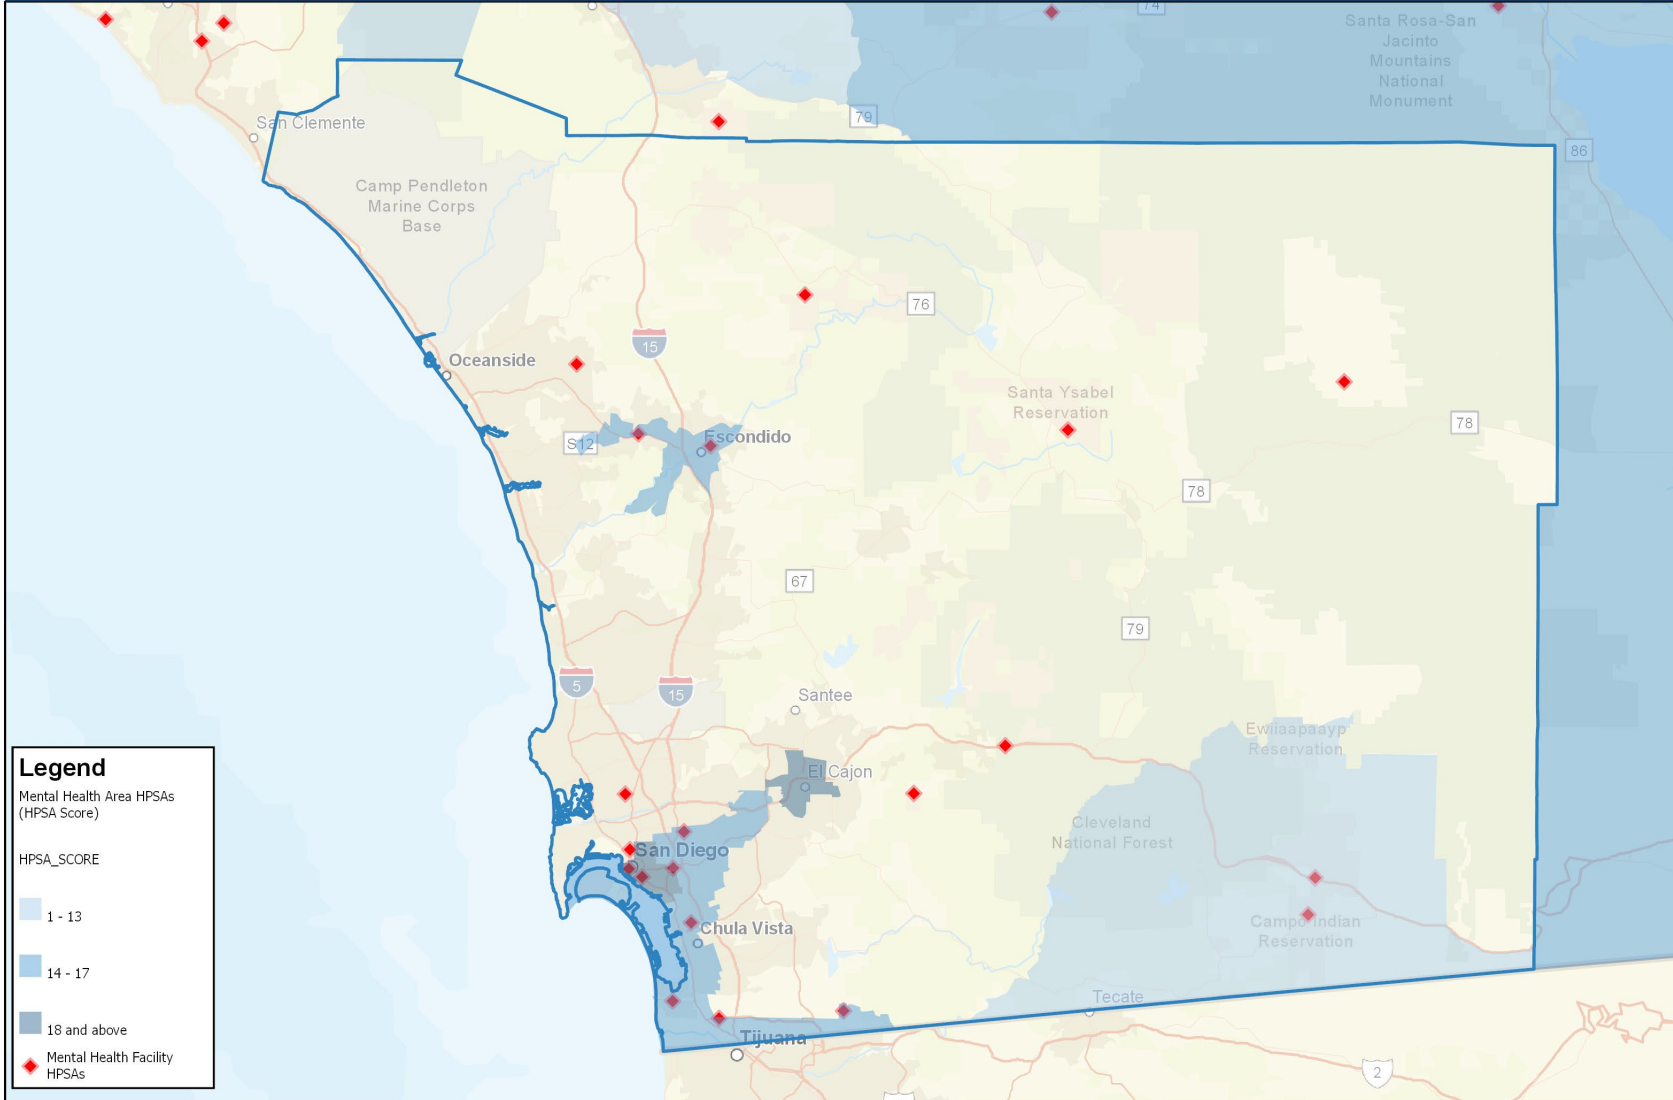 74
Santa Rosa-San
Jacinto
Mountains
National
Monument
79
San Clemente
86
Camp Pendleton
Marine Corps
Base
76
15
Oceanside
Santa Ysabel
Reservation
78
S12
Escondido
78
67
79
5
15
Santee
Ewiiaapaayp
Reservation
El Cajon
Cleveland
National Forest
San Diego
Chula Vista
Campo Indian
Reservation
Tecate
Tijuana
2
Legend
Mental Health Area HPSAs
(HPSA Score)
HPSA_SCORE
1 - 13
14 - 17
18 and above
Mental Health Facility
HPSAs